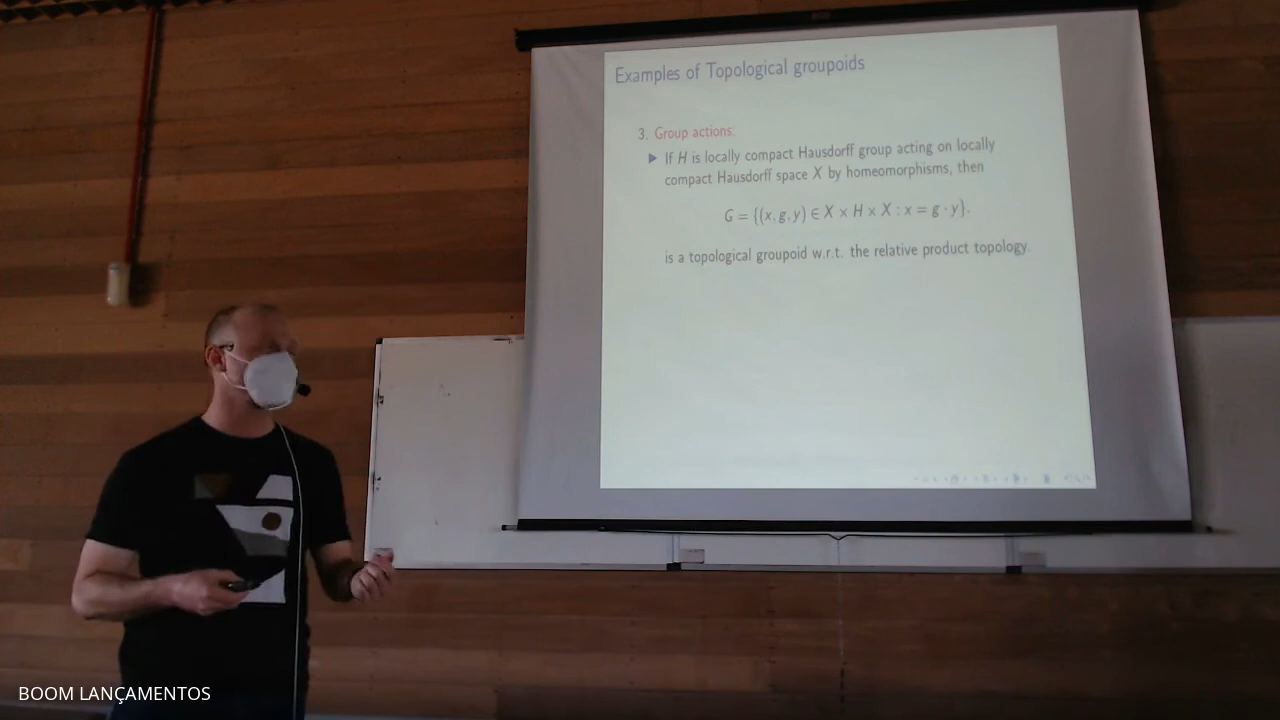 Examples of Topological groupoids
3. Group actions:
▶ If H is locally compact Hausdorff group acting on locally
compact Hausdorff space X by homeomorphisms, then
G = {(x, g, y) ∈ X × H × X : x = g · y}.
is a topological groupoid w.r.t. the relative product topology.
BOOM LANÇAMENTOS